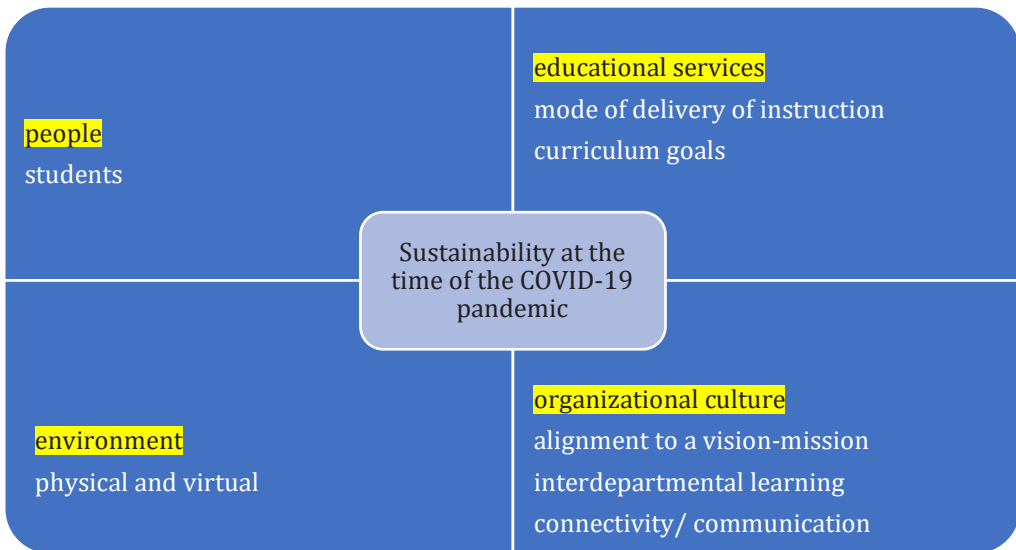 people
students
educational services
mode of delivery of instruction
curriculum goals
Sustainability at the
time of the COVID-19
pandemic
environment
physical and virtual
organizational culture
alignment to a vision-mission
interdepartmental learning
connectivity/ communication